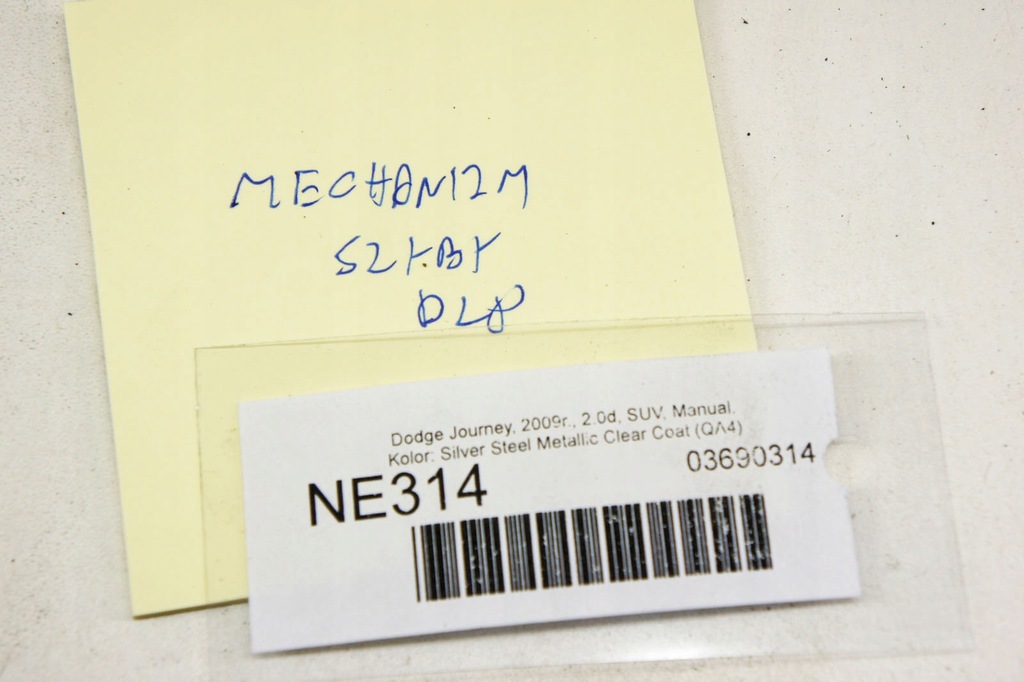 MECHANIZM
SZYBY
DLP
Dodge Journey, 2009r., 2.0d, SUV, Manual.
Kolor: Silver Steel Metallic Clear Coat (QA4)
03690314
NE314